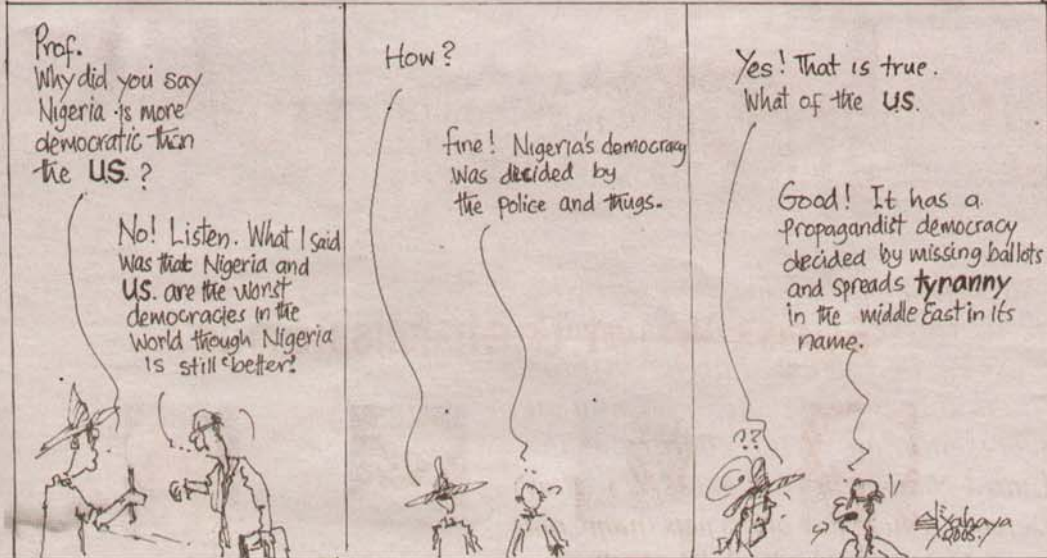 Prof.
Why did you say
Nigeria is more
democratic than
the US. ?
No! Listen. What I said
was that Nigeria and
US. are the worst
democracies in the
world though Nigeria
is still better.
How?
fine! Nigeria's democracy
was decided by
the police and thugs.
Yes! That is true.
What of the US.
Good! It has a
propagandist democracy
decided by missing ballots
and spreads tyranny
in the middle East in its
name.
??
Yahaya
2005.